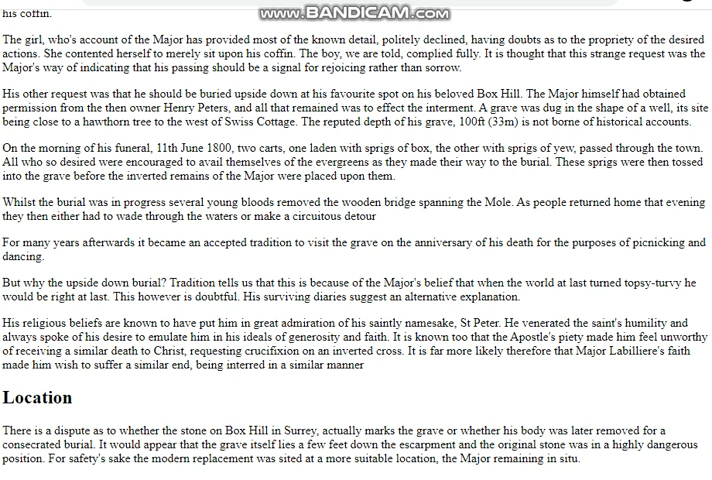 his coffin.
www.BANDICAM.com
The girl, who's account of the Major has provided most of the known detail, politely declined, having doubts as to the propriety of the desired
actions. She contented herself to merely sit upon his coffin. The boy, we are told, complied fully. It is thought that this strange request was the
Major's way of indicating that his passing should be a signal for rejoicing rather than sorrow.
His other request was that he should be buried upside down at his favourite spot on his beloved Box Hill. The Major himself had obtained
permission from the then owner Henry Peters, and all that remained was to effect the interment. A grave was dug in the shape of a well, its site
being close to a hawthorn tree to the west of Swiss Cottage. The reputed depth of his grave, 100ft (33m) is not borne of historical accounts.
On the morning of his funeral, 11th June 1800, two carts, one laden with sprigs of box, the other with sprigs of yew, passed through the town.
All who so desired were encouraged to avail themselves of the evergreens as they made their way to the burial. These sprigs were then tossed
into the grave before the inverted remains of the Major were placed upon them.
Whilst the burial was in progress several young bloods removed the wooden bridge spanning the Mole. As people returned home that evening
they then either had to wade through the waters or make a circuitous detour
For many years afterwards it became an accepted tradition to visit the grave on the anniversary of his death for the purposes of picnicking and
dancing.
But why the upside down burial? Tradition tells us that this is because of the Major's belief that when the world at last turned topsy-turvy he
would be right at last. This however is doubtful. His surviving diaries suggest an alternative explanation.
His religious beliefs are known to have put him in great admiration of his saintly namesake, St Peter. He venerated the saint's humility and
always spoke of his desire to emulate him in his ideals of generosity and faith. It is known too that the Apostle's piety made him feel unworthy
of receiving a similar death to Christ, requesting crucifixion on an inverted cross. It is far more likely therefore that Major Labilliere's faith
made him wish to suffer a similar end, being interred in a similar manner
Location
There is a dispute as to whether the stone on Box Hill in Surrey, actually marks the grave or whether his body was later removed for a
consecrated burial. It would appear that the grave itself lies a few feet down the escarpment and the original stone was in a highly dangerous
position. For safety's sake the modern replacement was sited at a more suitable location, the Major remaining in situ.